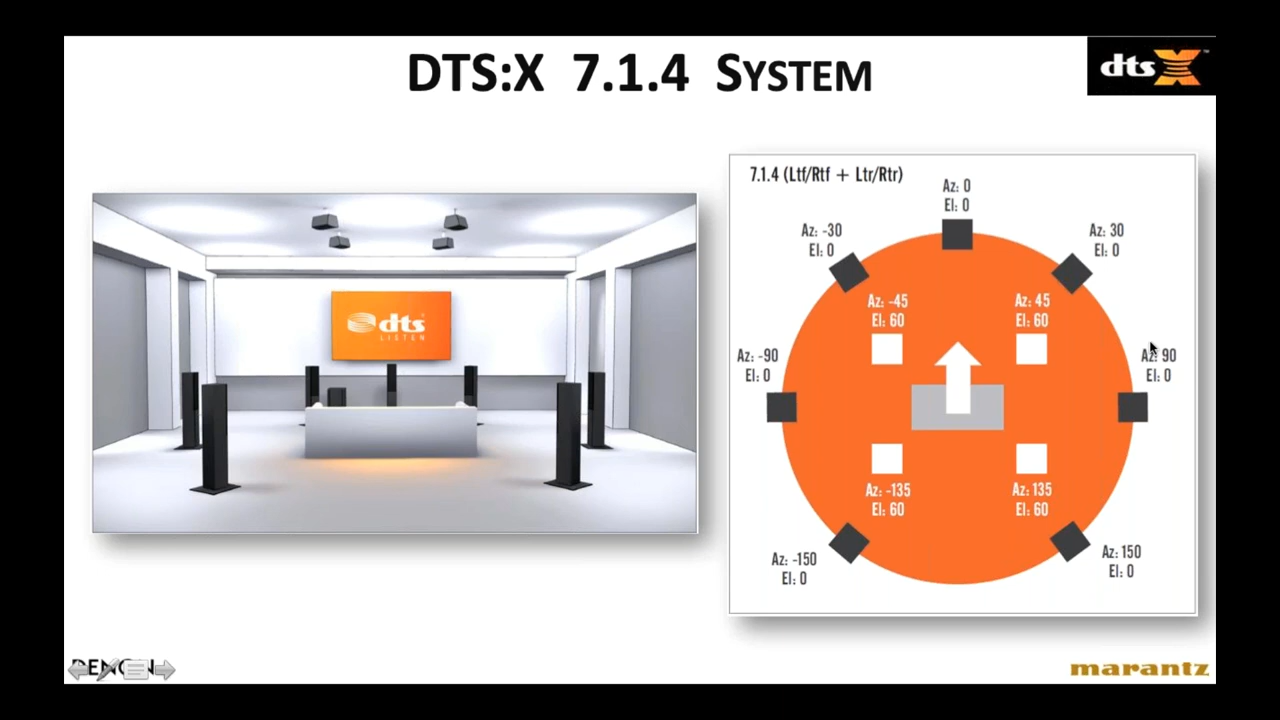 DTS:X 7.1.4 SYSTEM
dts X
dts
LISTEN
7.1.4 (Ltf/Rtf + Ltr/Rtr)
Az: 0
El: 0
Az: -30
El: 0
Az: 30
El: 0
Az: -45
El: 60
Az: 45
El: 60
Az: -90
El: 0
Az: 90
El: 0
Az: -135
El: 60
Az: 135
El: 60
Az: -150
El: 0
Az: 150
El: 0
DENON
marantz